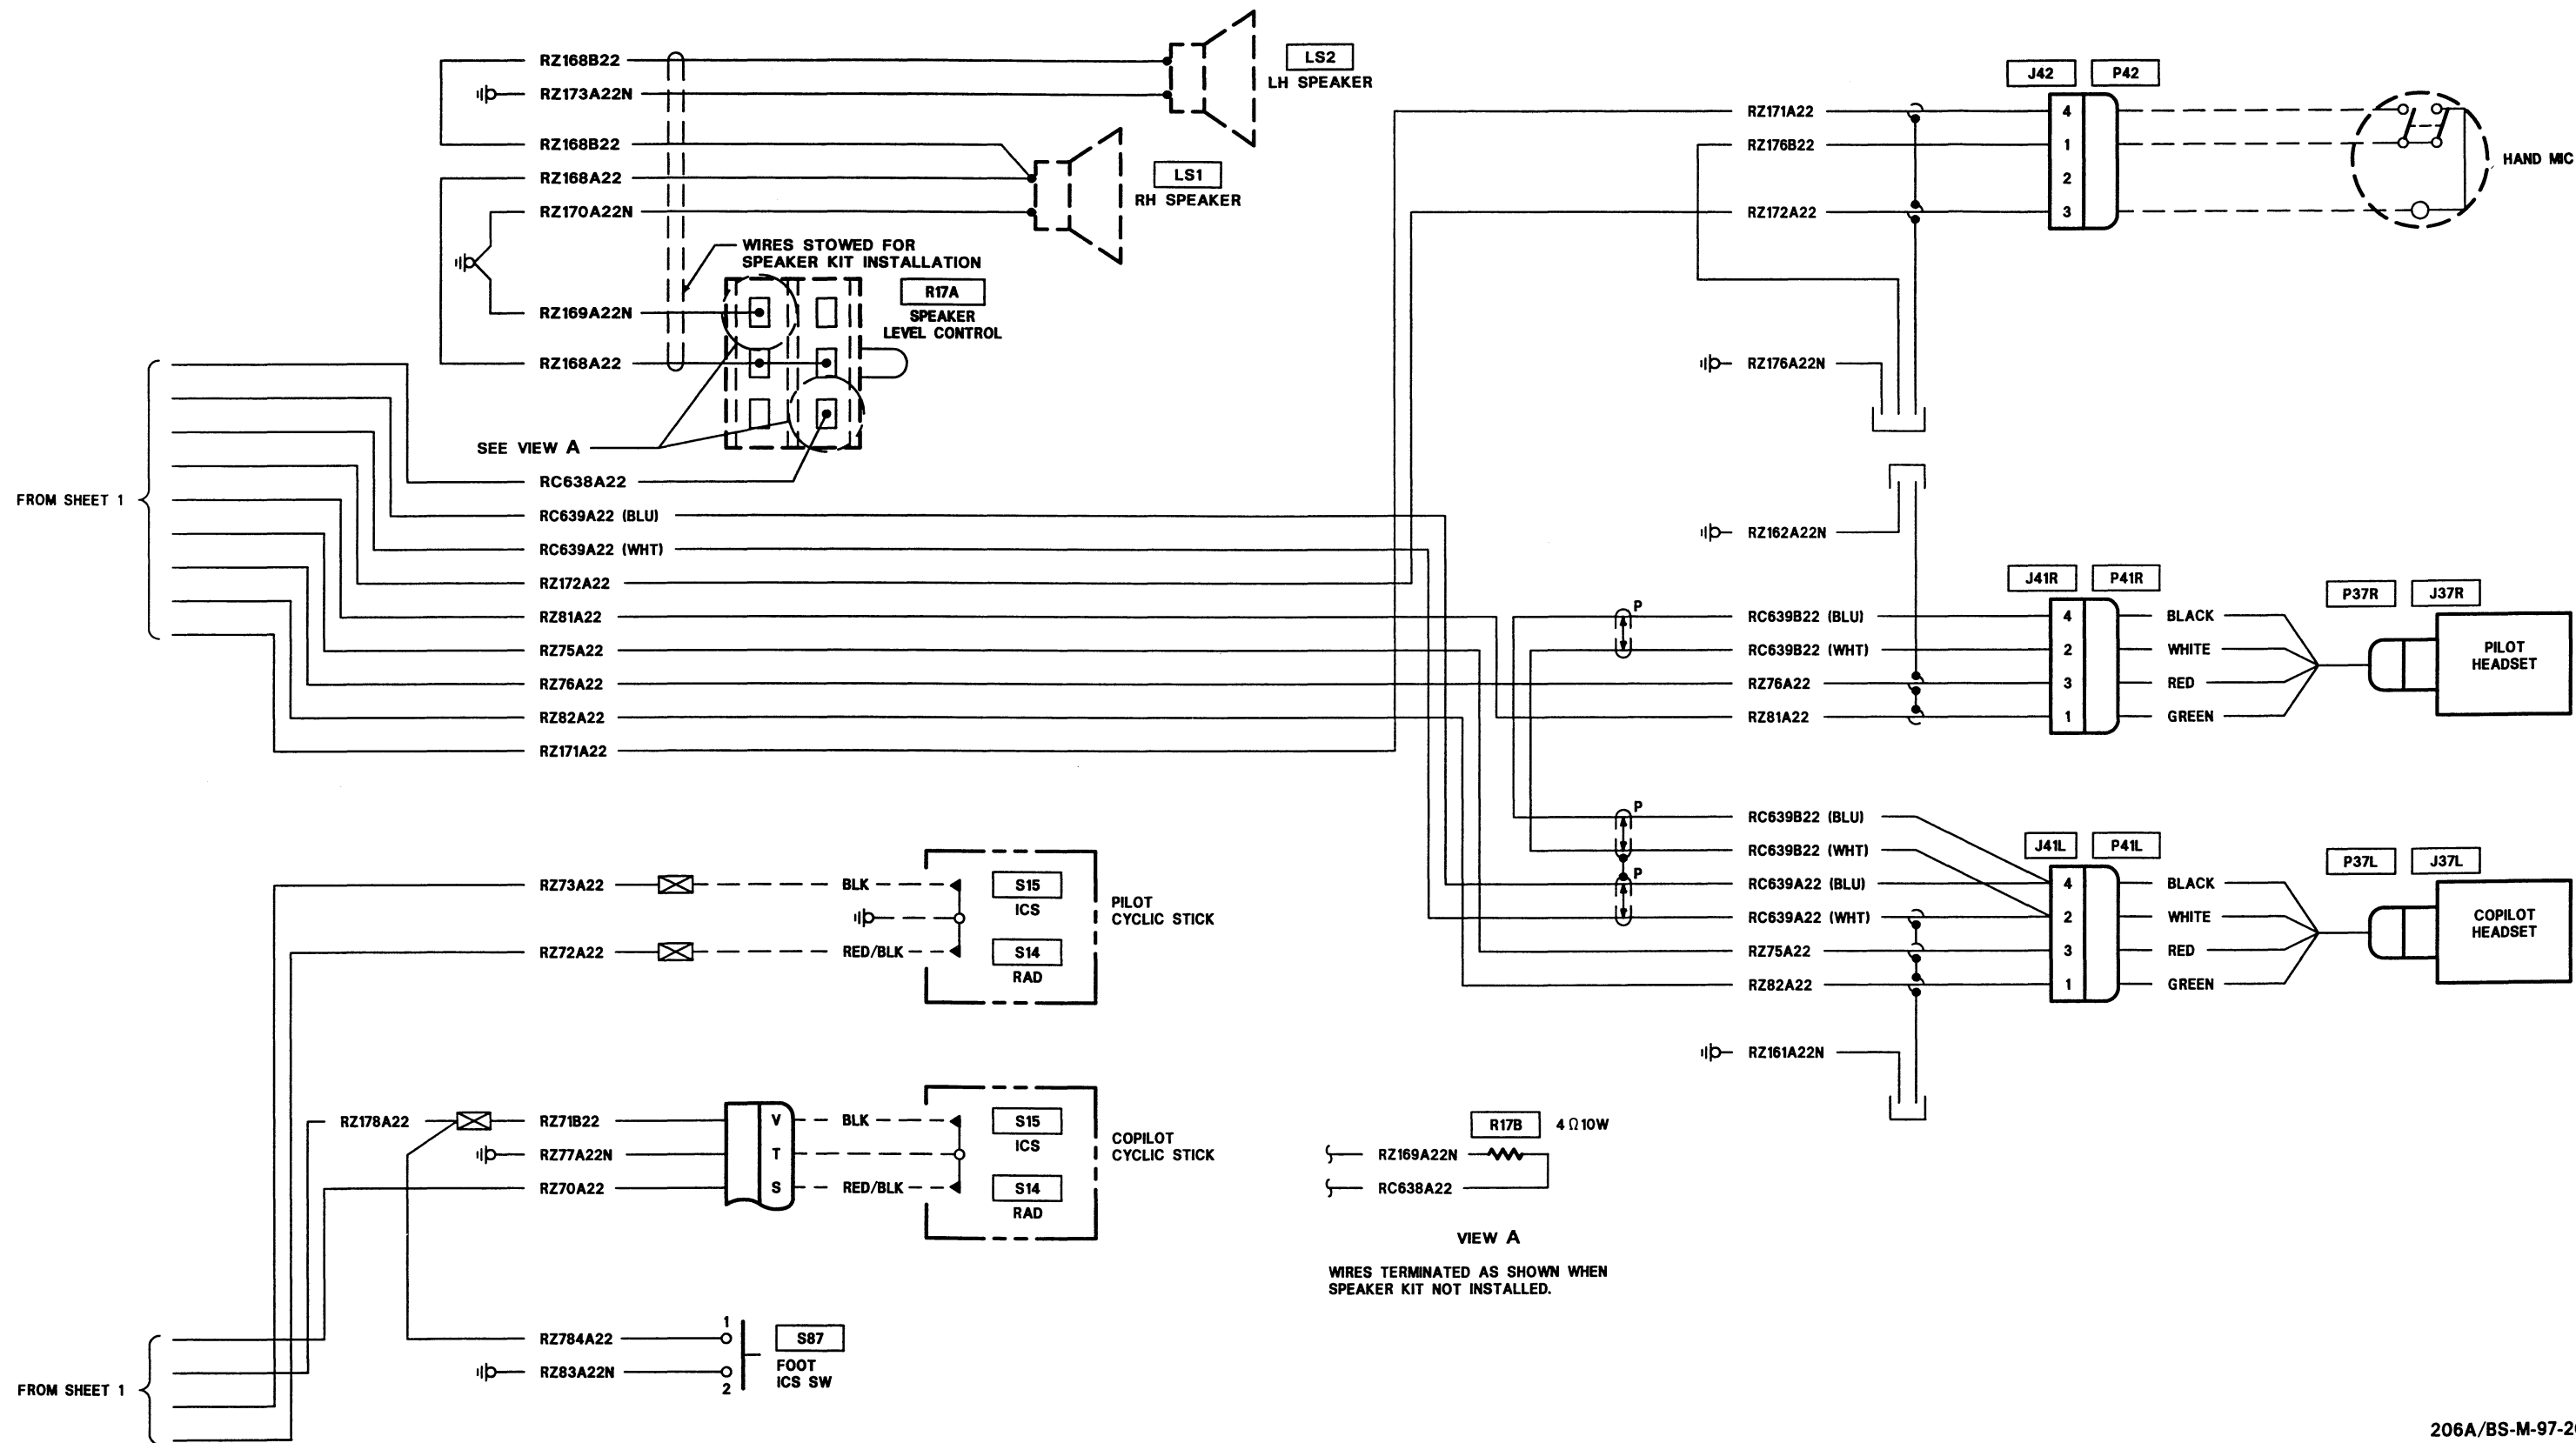 RZ168B22
RZ173A22N
RZ168B22
RZ168A22
RZ170A22N
WIRES STOWED FOR
SPEAKER KIT INSTALLATION
RZ169A22N
RZ168A22
LS2
LH SPEAKER
LS1
RH SPEAKER
R17A
SPEAKER
LEVEL CONTROL
SEE VIEW A
FROM SHEET 1
RC638A22
RC639A22 (BLU)
RC639A22 (WHT)
RZ172A22
RZ81A22
RZ75A22
RZ76A22
RZ82A22
RZ171A22
J42 P42
RZ171A22 4
RZ176B22 1
2
RZ172A22 3
HAND MIC
RZ176A22N
RZ162A22N
J41R P41R
P37R J37R
P
RC639B22 (BLU) 4 BLACK
RC639B22 (WHT) 2 WHITE
RZ76A22 3 RED
RZ81A22 1 GREEN
PILOT
HEADSET
P
RC639B22 (BLU)
RC639B22 (WHT)
J41L P41L
P37L J37L
P
RC639A22 (BLU) 4 BLACK
RC639A22 (WHT) 2 WHITE
RZ75A22 3 RED
RZ82A22 1 GREEN
COPILOT
HEADSET
RZ161A22N
RZ73A22 BLK
S15
ICS
RZ72A22 RED/BLK
S14
RAD
PILOT
CYCLIC STICK
RZ178A22 RZ71B22 V BLK
RZ77A22N T
RZ70A22 S RED/BLK
S15
ICS
S14
RAD
COPILOT
CYCLIC STICK
R17B 4Ω10W
RZ169A22N
RC638A22
VIEW A
WIRES TERMINATED AS SHOWN WHEN
SPEAKER KIT NOT INSTALLED.
FROM SHEET 1
RZ784A22 1
RZ83A22N 2
S87
FOOT
ICS SW